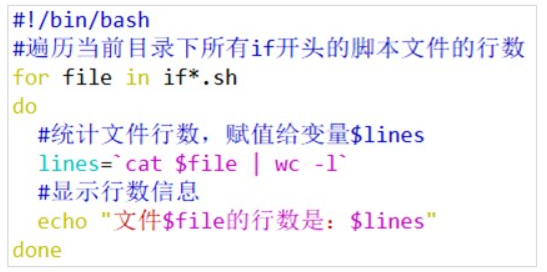 #!/bin/bash
#遍历当前目录下所有if开头的脚本文件的行数
for file in if*.sh
do
  #统计文件行数，赋值给变量$lines
  lines=`cat $file | wc -l`
  #显示行数信息
  echo "文件$file的行数是：$lines"
done